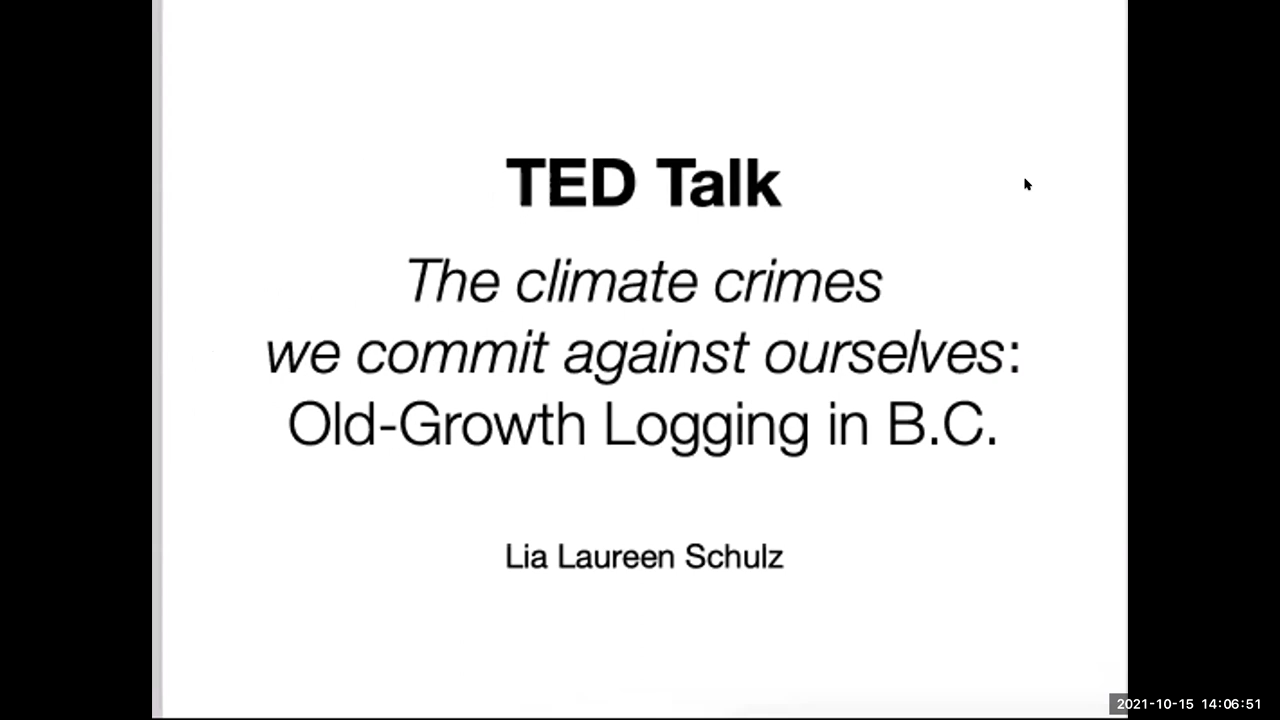 TED Talk
The climate crimes
we commit against ourselves:
Old-Growth Logging in B.C.
Lia Laureen Schulz
2021-10-15 14:06:51